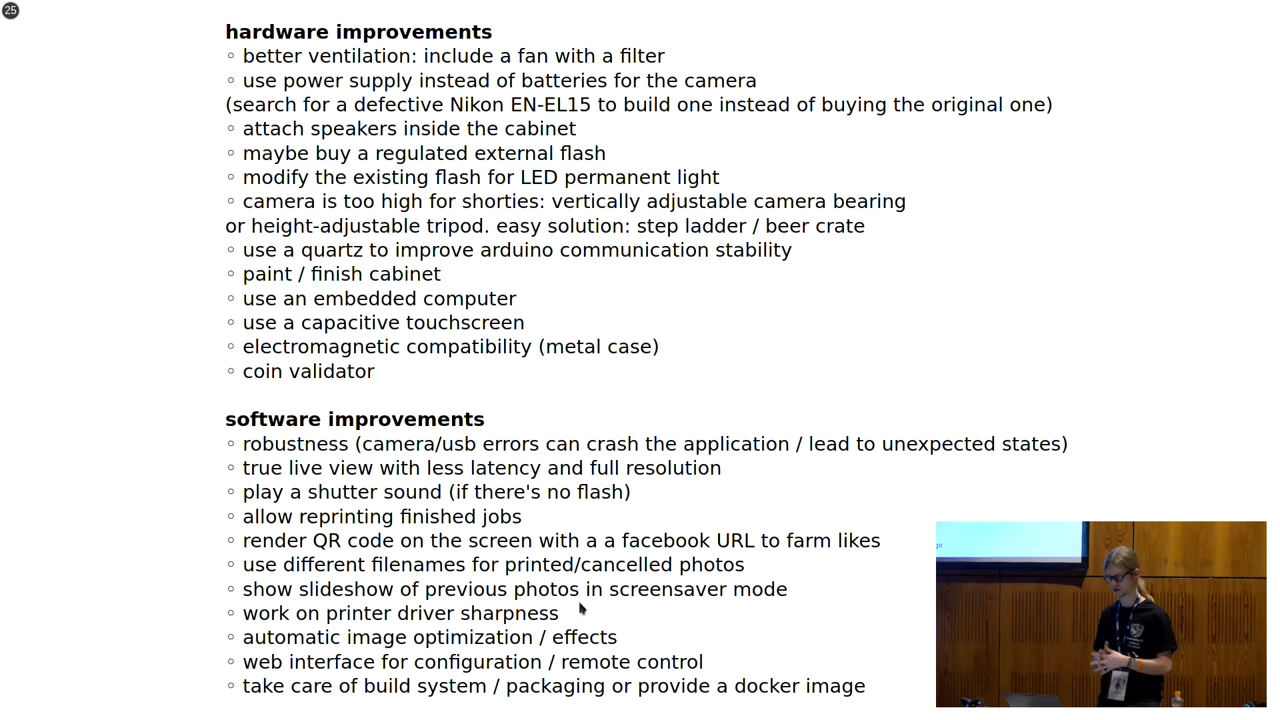 25
hardware improvements
◦ better ventilation: include a fan with a filter
◦ use power supply instead of batteries for the camera
(search for a defective Nikon EN-EL15 to build one instead of buying the original one)
◦ attach speakers inside the cabinet
◦ maybe buy a regulated external flash
◦ modify the existing flash for LED permanent light
◦ camera is too high for shorties: vertically adjustable camera bearing
or height-adjustable tripod. easy solution: step ladder / beer crate
◦ use a quartz to improve arduino communication stability
◦ paint / finish cabinet
◦ use an embedded computer
◦ use a capacitive touchscreen
◦ electromagnetic compatibility (metal case)
◦ coin validator
software improvements
◦ robustness (camera/usb errors can crash the application / lead to unexpected states)
◦ true live view with less latency and full resolution
◦ play a shutter sound (if there's no flash)
◦ allow reprinting finished jobs
◦ render QR code on the screen with a a facebook URL to farm likes
◦ use different filenames for printed/cancelled photos
◦ show slideshow of previous photos in screensaver mode
◦ work on printer driver sharpness
◦ automatic image optimization / effects
◦ web interface for configuration / remote control
◦ take care of build system / packaging or provide a docker image